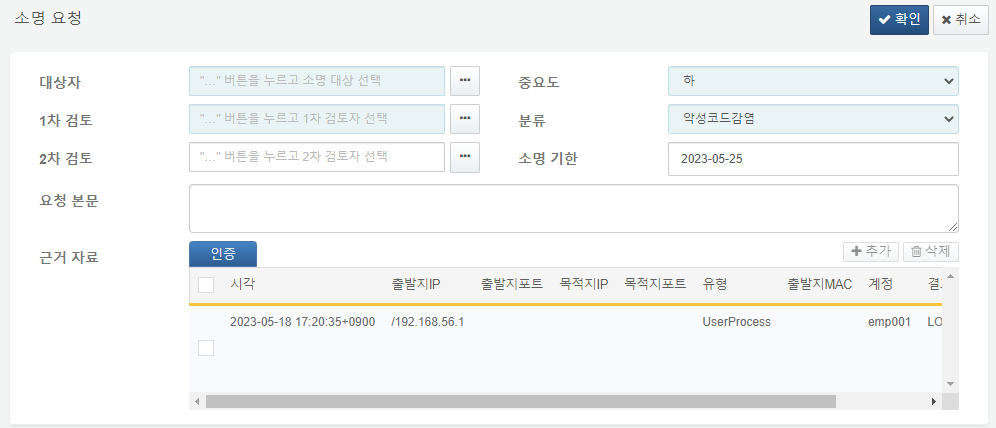 소명 요청
확인 취소
대상자 "..." 버튼을 누르고 소명 대상 선택 ... 중요도 하
1차 검토 "..." 버튼을 누르고 1차 검토자 선택 ... 분류 악성코드감염
2차 검토 "..." 버튼을 누르고 2차 검토자 선택 ... 소명 기한 2023-05-25
요청 본문
근거 자료 인증 추가 삭제
시각 출발지IP 출발지포트 목적지IP 목적지포트 유형 출발지MAC 계정
2023-05-18 17:20:35+0900 /192.168.56.1 UserProcess emp001 LO